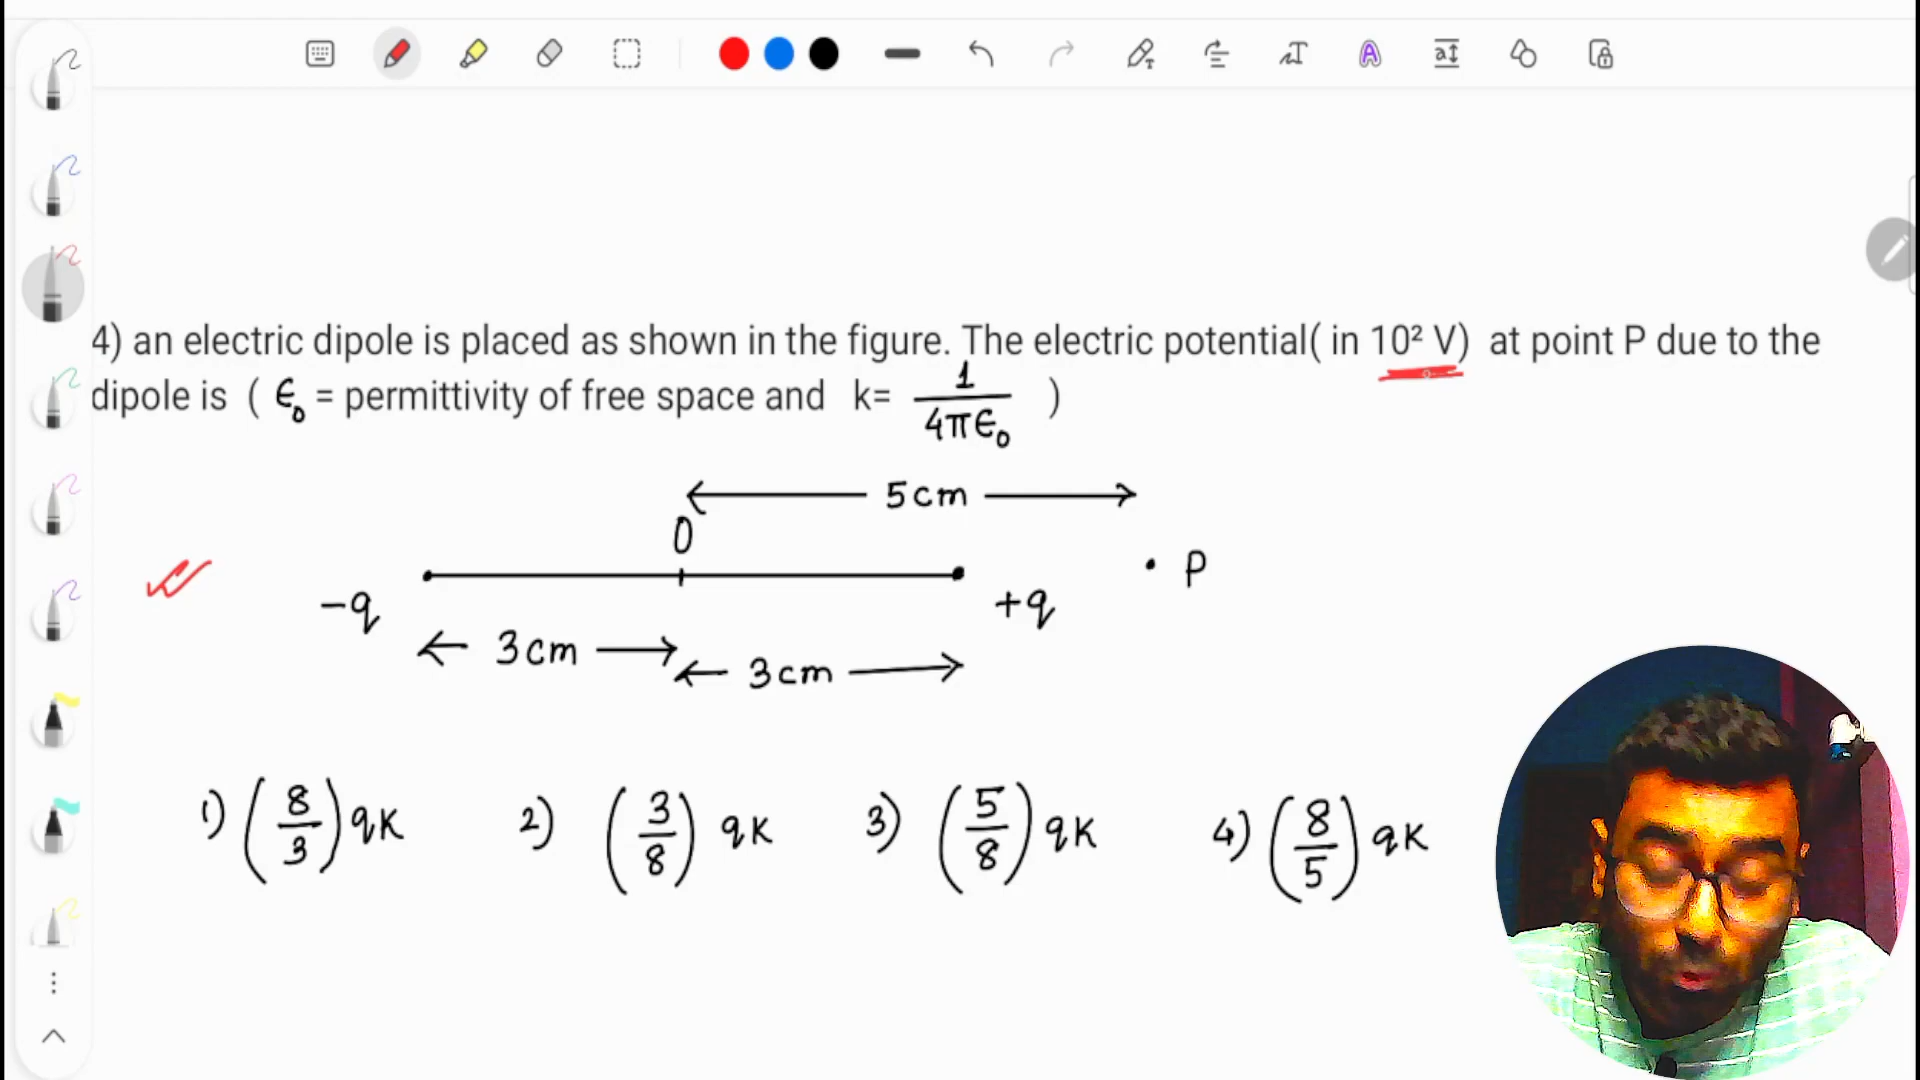 4) an electric dipole is placed as shown in the figure. The electric potential( in 10² V) at point P due to the
dipole is ( ϵ₀ = permittivity of free space and k= 1/4πϵ₀ )
5cm
0
P
-q
+q
3cm
3cm
1) (8/3) qK 2) (3/8) qK 3) (5/8) qK 4) (8/5) qK